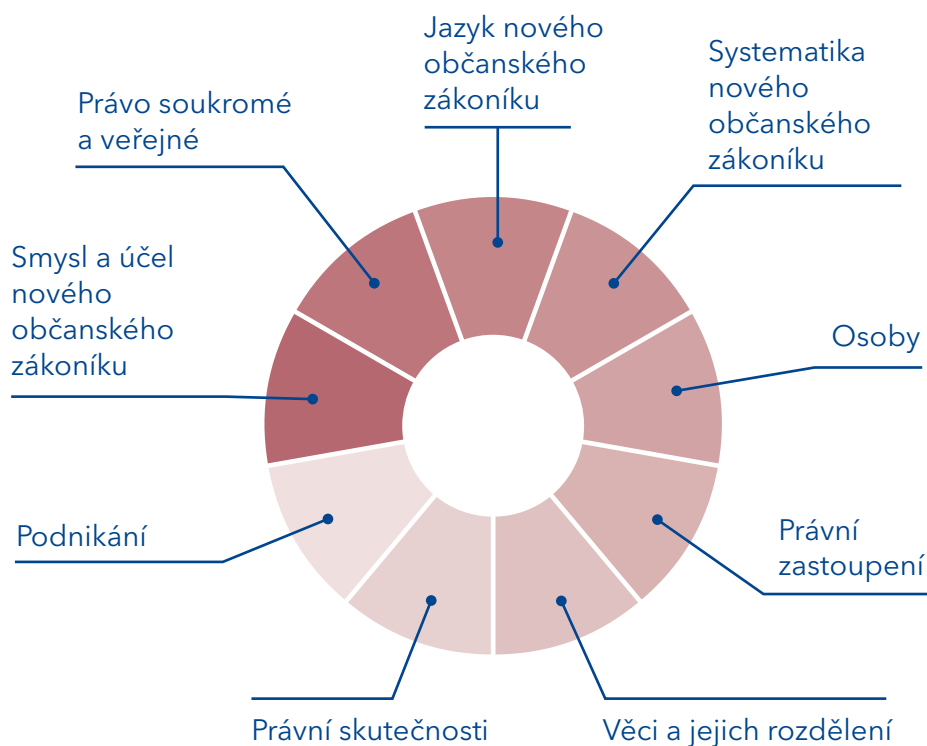 Jazyk nového
občanského
zákoníku
Systematika
nového
občanského
zákoníku
Právo soukromé
a veřejné
Smysl a účel
nového
občanského
zákoníku
Osoby
Podnikání
Právní
zastoupení
Právní skutečnosti
Věci a jejich rozdělení